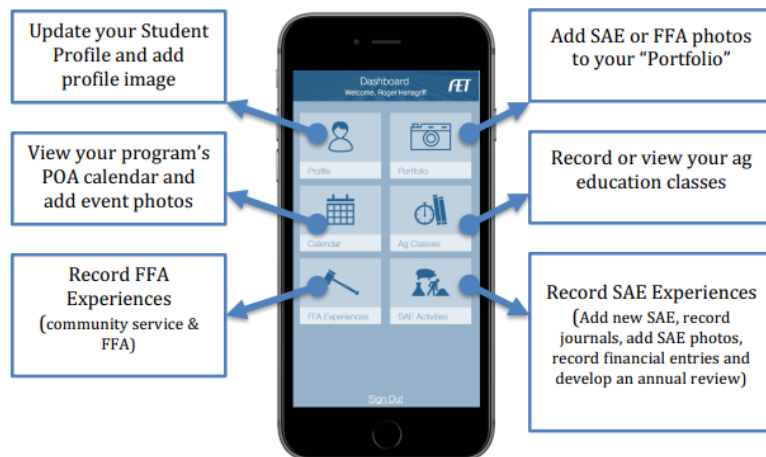 Update your Student
Profile and add
profile image
View your program's
POA calendar and
add event photos
Record FFA
Experiences
(community service &
FFA)
Dashboard
Welcome, Roger Hanagriff
ÆT
Profile
Portfolio
Calendar
Ag Classes
FFA Experiences
SAE Activities
Sign Out
Add SAE or FFA photos
to your “Portfolio”
Record or view your ag
education classes
Record SAE Experiences
(Add new SAE, record
journals, add SAE photos,
record financial entries and
develop an annual review)